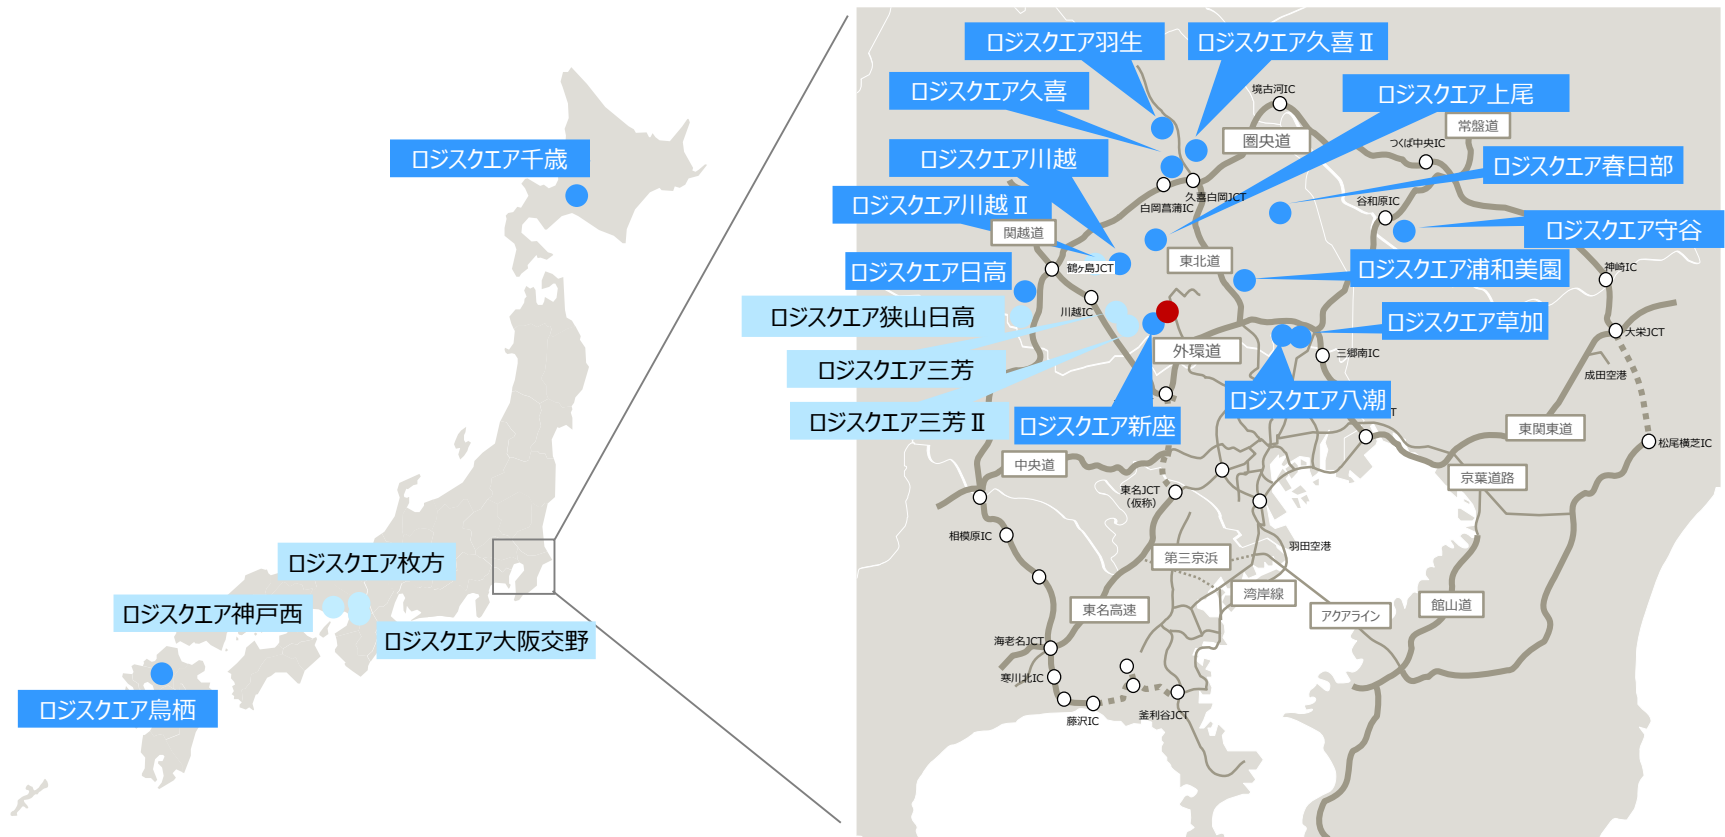 ロジスクエア千歳
ロジスクエア枚方
ロジスクエア神戸西
ロジスクエア大阪交野
ロジスクエア鳥栖
ロジスクエア羽生
ロジスクエア久喜Ⅱ
ロジスクエア久喜
ロジスクエア上尾
ロジスクエア川越
ロジスクエア春日部
ロジスクエア川越Ⅱ
ロジスクエア守谷
ロジスクエア日高
ロジスクエア浦和美園
ロジスクエア狭山日高
ロジスクエア草加
ロジスクエア三芳
ロジスクエア八潮
ロジスクエア三芳Ⅱ
ロジスクエア新座
境古河IC
圏央道
常盤道
つくば中央IC
白岡菖蒲IC
久喜白岡JCT
谷和原IC
関越道
東北道
鶴ヶ島JCT
神崎IC
川越IC
大栄JCT
外環道
三郷南IC
成田空港
東関東道
松尾横芝IC
中央道
京葉道路
東名JCT
（仮称）
相模原IC
羽田空港
第三京浜
湾岸線
東名高速
アクアライン
館山道
海老名JCT
寒川北IC
藤沢IC
釜利谷JCT